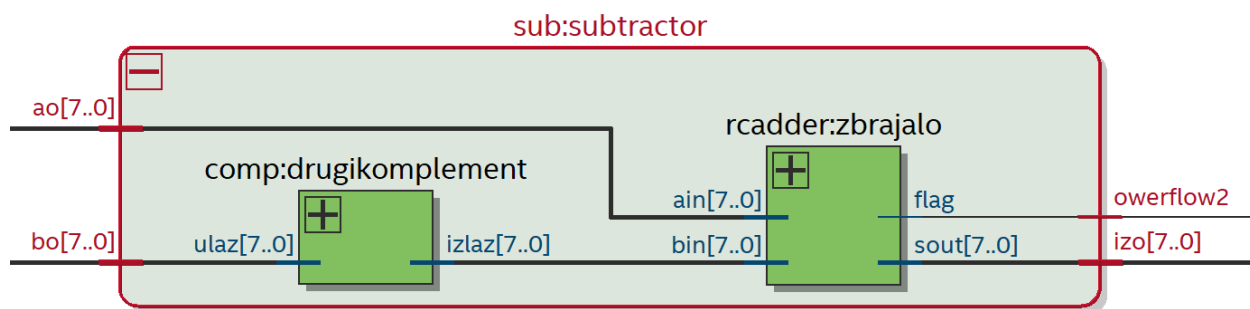 sub:subtractor
ao[7..0]
rcadder:zbrajalo
comp:drugikomplement
ain[7..0] flag owerflow2
bo[7..0] ulaz[7..0] izlaz[7..0] bin[7..0] sout[7..0] izo[7..0]